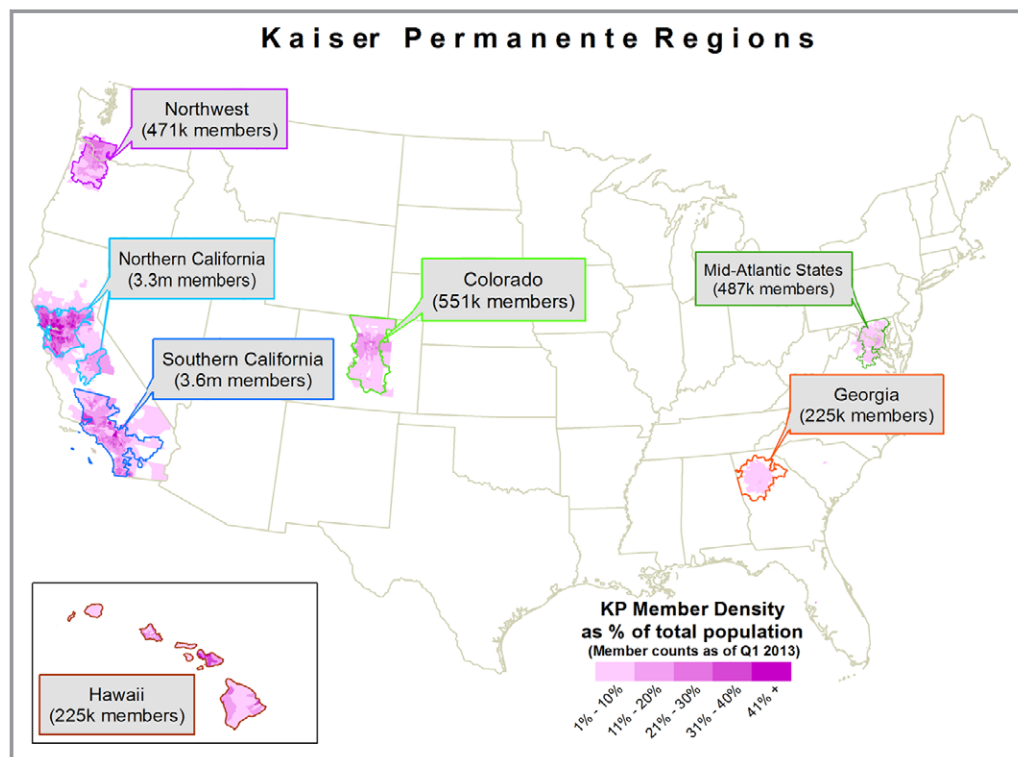 Kaiser Permanente Regions
Northwest
(471k members)
Northern California
(3.3m members)
Colorado
(551k members)
Mid-Atlantic States
(487k members)
Southern California
(3.6m members)
Georgia
(225k members)
Hawaii
(225k members)
KP Member Density
as % of total population
(Member counts as of Q1 2013)
1% - 10%
11% - 20%
21% - 30%
31% - 40%
41% +